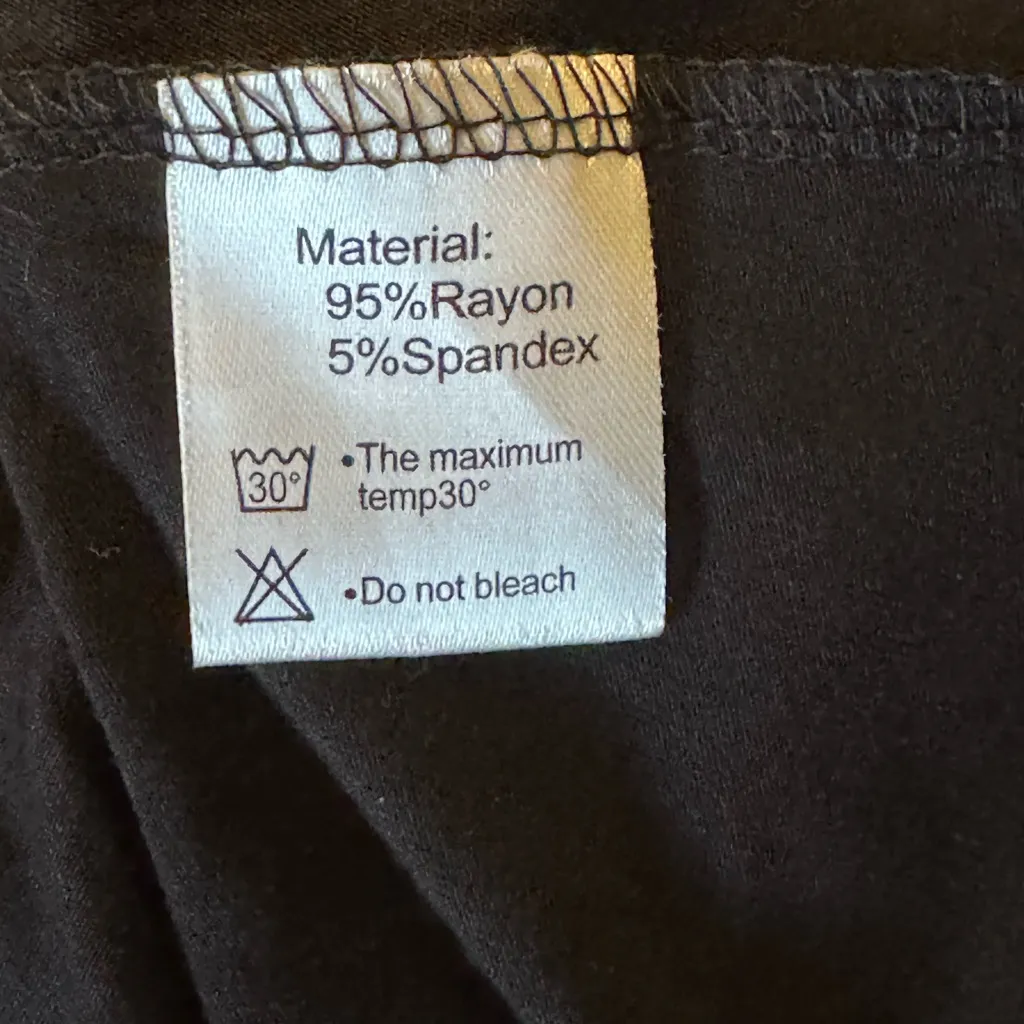 Material:
95%Rayon
5%Spandex
30° •The maximum
temp30°
•Do not bleach